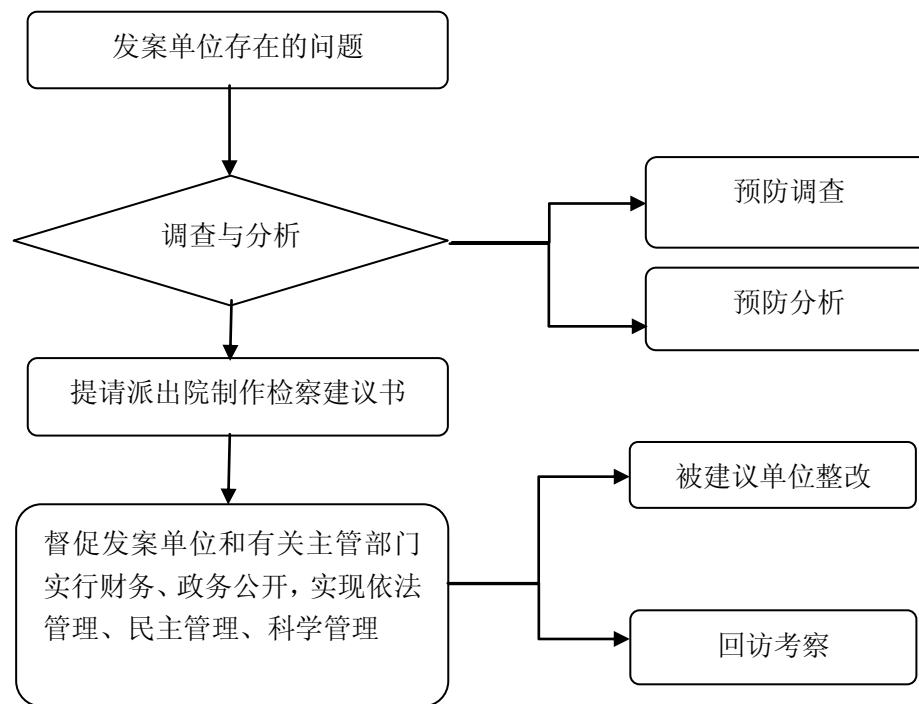 发案单位存在的问题
调查与分析
预防调查
预防分析
提请派出院制作检察建议书
督促发案单位和有关主管部门
实行财务、政务公开，实现依法
管理、民主管理、科学管理
被建议单位整改
回访考察